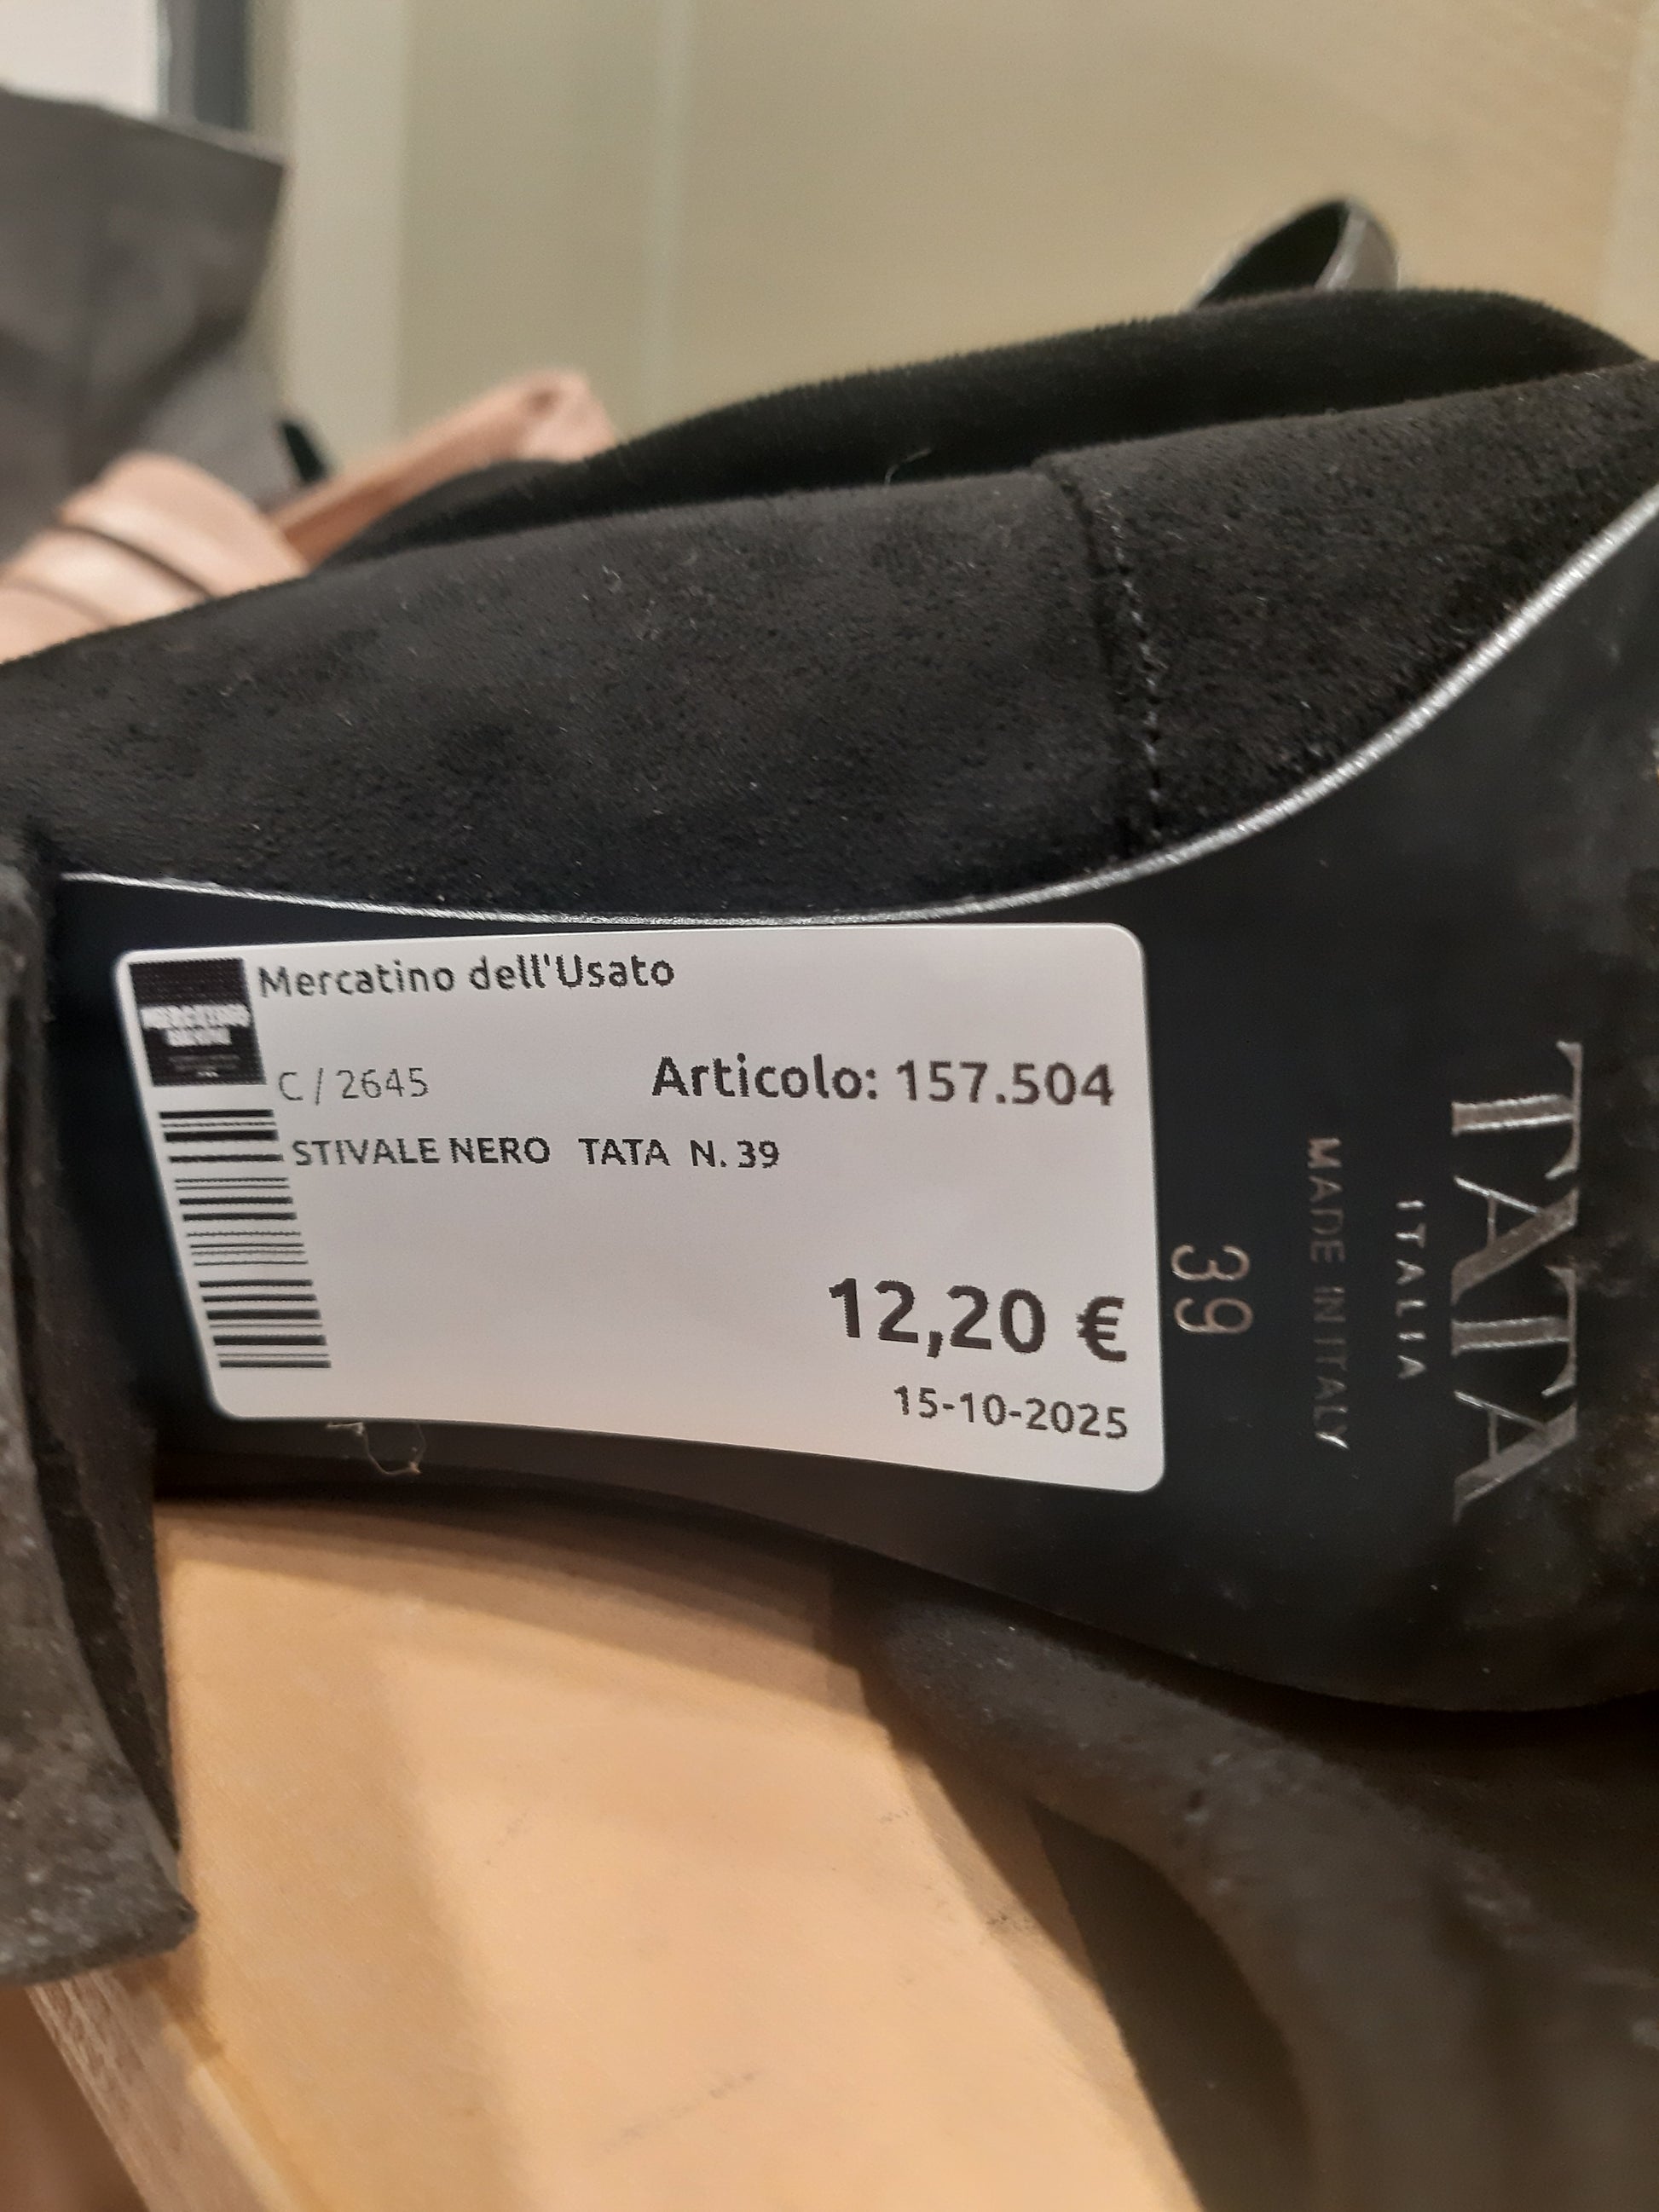 Mercatino dell'Usato
C / 2645
Articolo: 157.504
STIVALE NERO TATA N. 39
12,20 €
15-10-2025
TATA
ITALIA
MADE IN ITALY
39